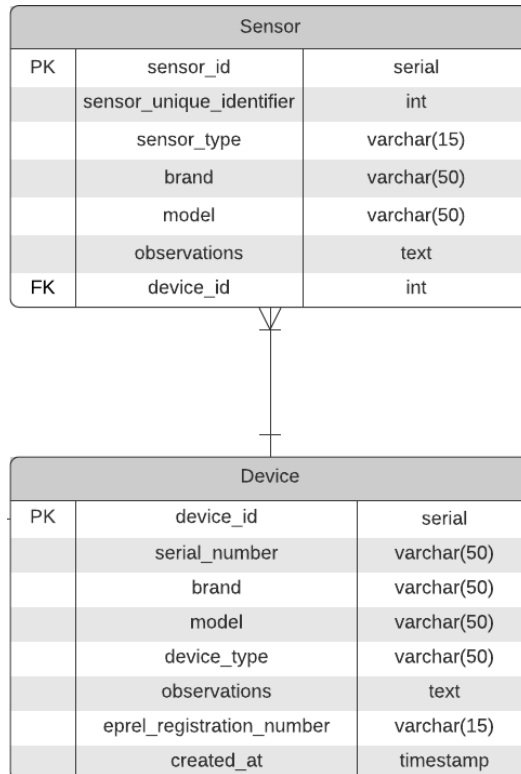 Sensor
PK sensor_id serial
sensor_unique_identifier int
sensor_type varchar(15)
brand varchar(50)
model varchar(50)
observations text
FK device_id int
Device
PK device_id serial
serial_number varchar(50)
brand varchar(50)
model varchar(50)
device_type varchar(50)
observations text
eprel_registration_number varchar(15)
created_at timestamp